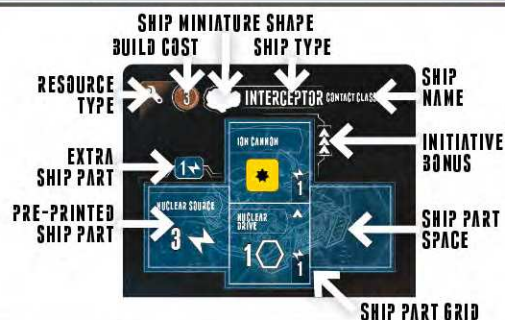 SHIP MINIATURE SHAPE
BUILD COST
SHIP TYPE
RESOURCE TYPE
3
INTERCEPTOR CONTACT CLASS
SHIP NAME
ION CANNON
INITIATIVE BONUS
EXTRA SHIP PART
1
1
PRE-PRINTED SHIP PART
NUCLEAR SOURCE
3
NUCLEAR DRIVE
1
1
SHIP PART SPACE
SHIP PART GRID